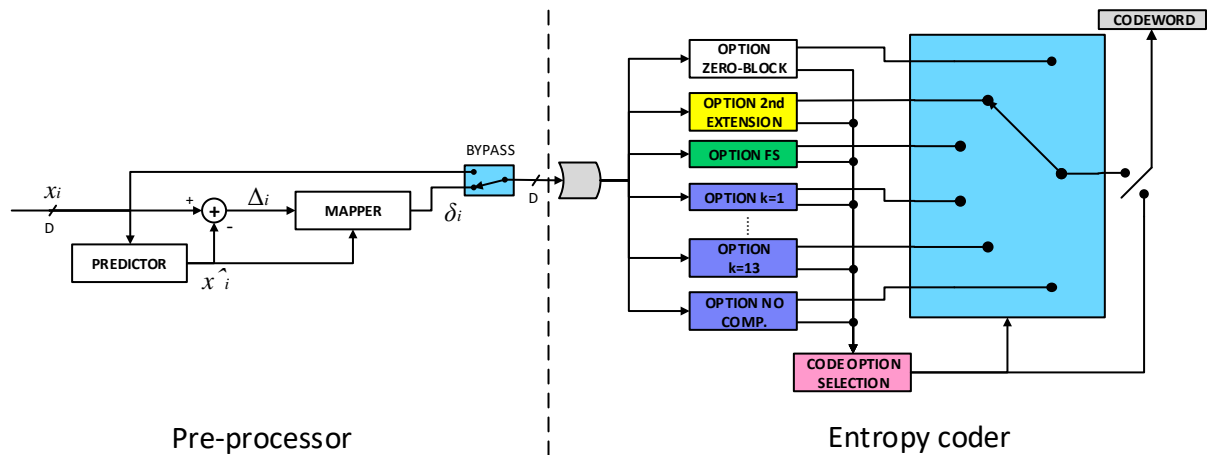 CODEWORD
OPTION
ZERO-BLOCK
OPTION 2nd
EXTENSION
OPTION FS
OPTION k=1
OPTION
k=13
OPTION NO
COMP.
CODE OPTION
SELECTION
BYPASS
D
xi
D
+
-
+
Δi
MAPPER
δi
PREDICTOR
x^i
Pre-processor
Entropy coder